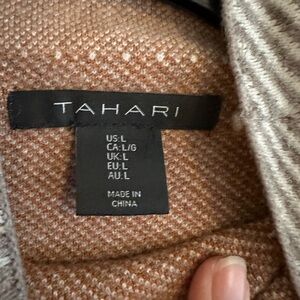 TAHARI
US:L
CA:L/G
UK:L
EU:L
AU:L
MADE IN
CHINA